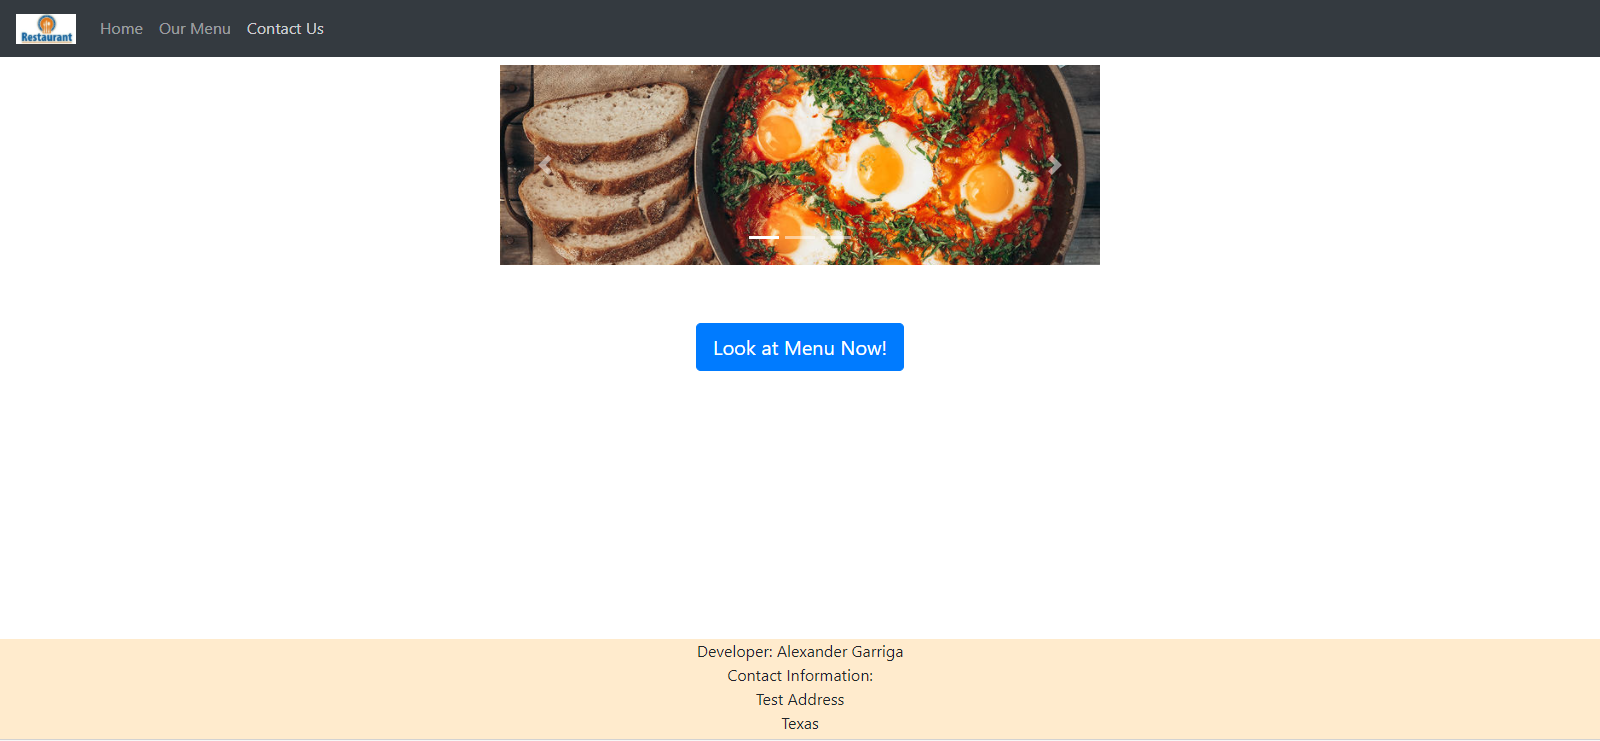 Restaurant
Home Our Menu Contact Us
Look at Menu Now!
Developer: Alexander Garriga
Contact Information:
Test Address
Texas